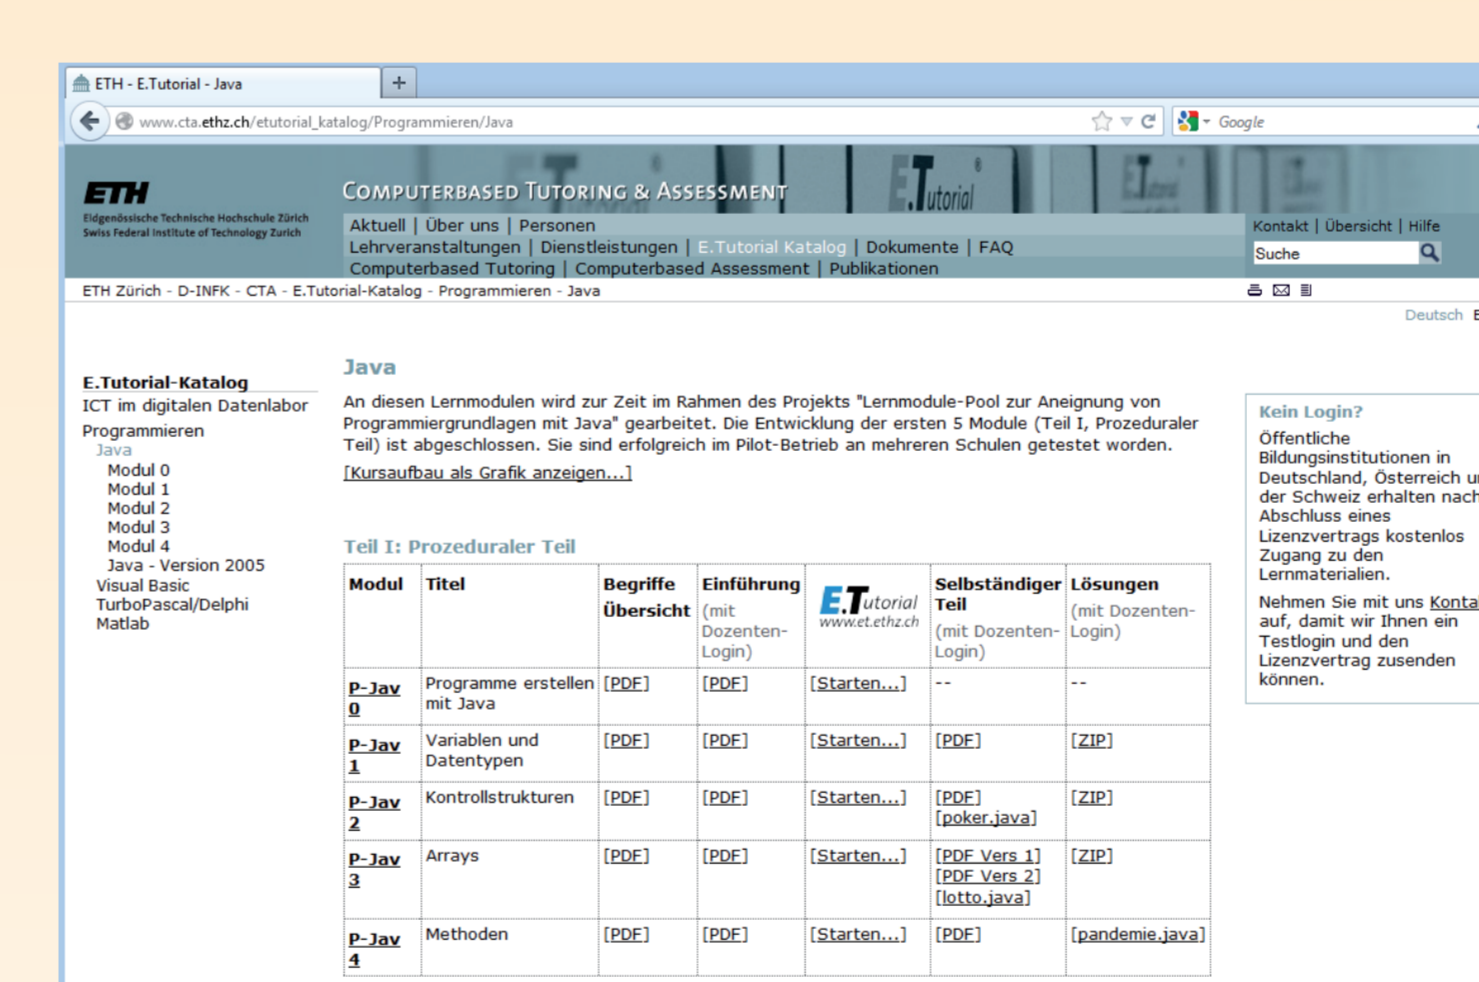 ETH - E.Tutorial - Java
www.cta.ethz.ch/etutorial_katalog/Programmieren/Java
Google
ETH
Eidgenössische Technische Hochschule Zürich
Swiss Federal Institute of Technology Zurich
COMPUTERBASED TUTORING & ASSESSMENT
E.Tutorial®
Aktuell | Über uns | Personen
Lehrveranstaltungen | Dienstleistungen | E.Tutorial Katalog | Dokumente | FAQ
Computerbased Tutoring | Computerbased Assessment | Publikationen
Kontakt | Übersicht | Hilfe
Suche
ETH Zürich - D-INFK - CTA - E.Tutorial-Katalog - Programmieren - Java
Deutsch
E.Tutorial-Katalog
ICT im digitalen Datenlabor
Programmieren
Java
Modul 0
Modul 1
Modul 2
Modul 3
Modul 4
Java - Version 2005
Visual Basic
TurboPascal/Delphi
Matlab
Java
An diesen Lernmodulen wird zur Zeit im Rahmen des Projekts "Lernmodule-Pool zur Aneignung von
Programmiergrundlagen mit Java" gearbeitet. Die Entwicklung der ersten 5 Module (Teil I, Prozeduraler
Teil) ist abgeschlossen. Sie sind erfolgreich im Pilot-Betrieb an mehreren Schulen getestet worden.
[Kursaufbau als Grafik anzeigen...]
Teil I: Prozeduraler Teil
Modul Titel Begriffe Übersicht Einführung (mit Dozenten-Login) E.Tutorial www.et.ethz.ch Selbständiger Teil (mit Dozenten-Login) Lösungen (mit Dozenten-Login)
P-Jav 0 Programme erstellen mit Java [PDF] [PDF] [Starten...] -- --
P-Jav 1 Variablen und Datentypen [PDF] [PDF] [Starten...] [PDF] [ZIP]
P-Jav 2 Kontrollstrukturen [PDF] [PDF] [Starten...] [PDF] [poker.java] [ZIP]
P-Jav 3 Arrays [PDF] [PDF] [Starten...] [PDF Vers 1] [PDF Vers 2] [lotto.java] [ZIP]
P-Jav 4 Methoden [PDF] [PDF] [Starten...] [PDF] [pandemie.java]
Kein Login?
Öffentliche
Bildungsinstitutionen in
Deutschland, Österreich
der Schweiz erhalten nach
Abschluss eines
Lizenzvertrags kostenlos
Zugang zu den
Lernmaterialien.
Nehmen Sie mit uns
auf, damit wir Ihnen ein
Testlogin und den
Lizenzvertrag zusenden
können.